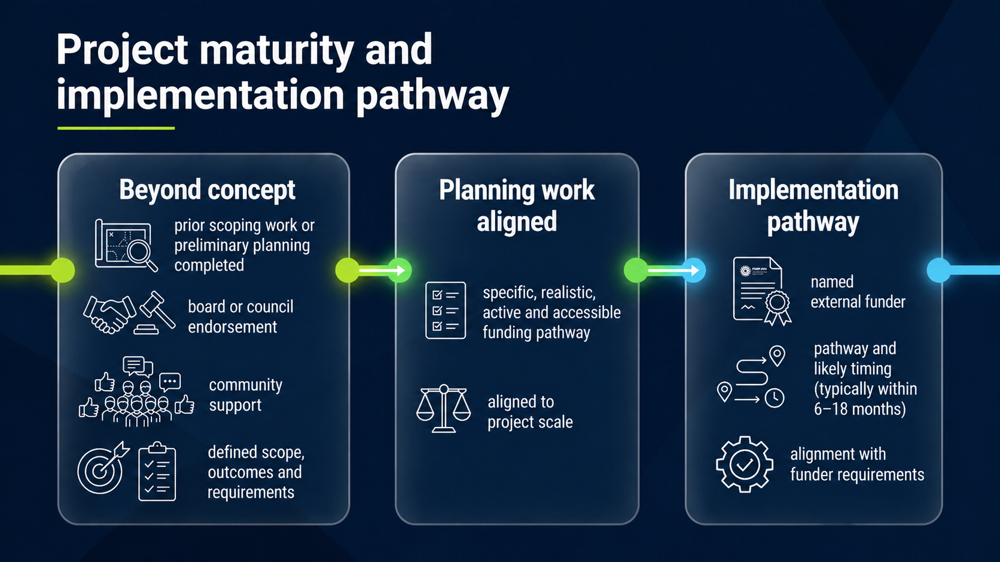 Project maturity and
implementation pathway
Beyond concept
prior scoping work or
preliminary planning
completed
board or council
endorsement
community
support
defined scope,
outcomes and
requirements
Planning work
aligned
specific, realistic,
active and accessible
funding pathway
aligned to
project scale
Implementation
pathway
named
external funder
pathway and
likely timing
(typically within
6–18 months)
alignment with
funder requirements